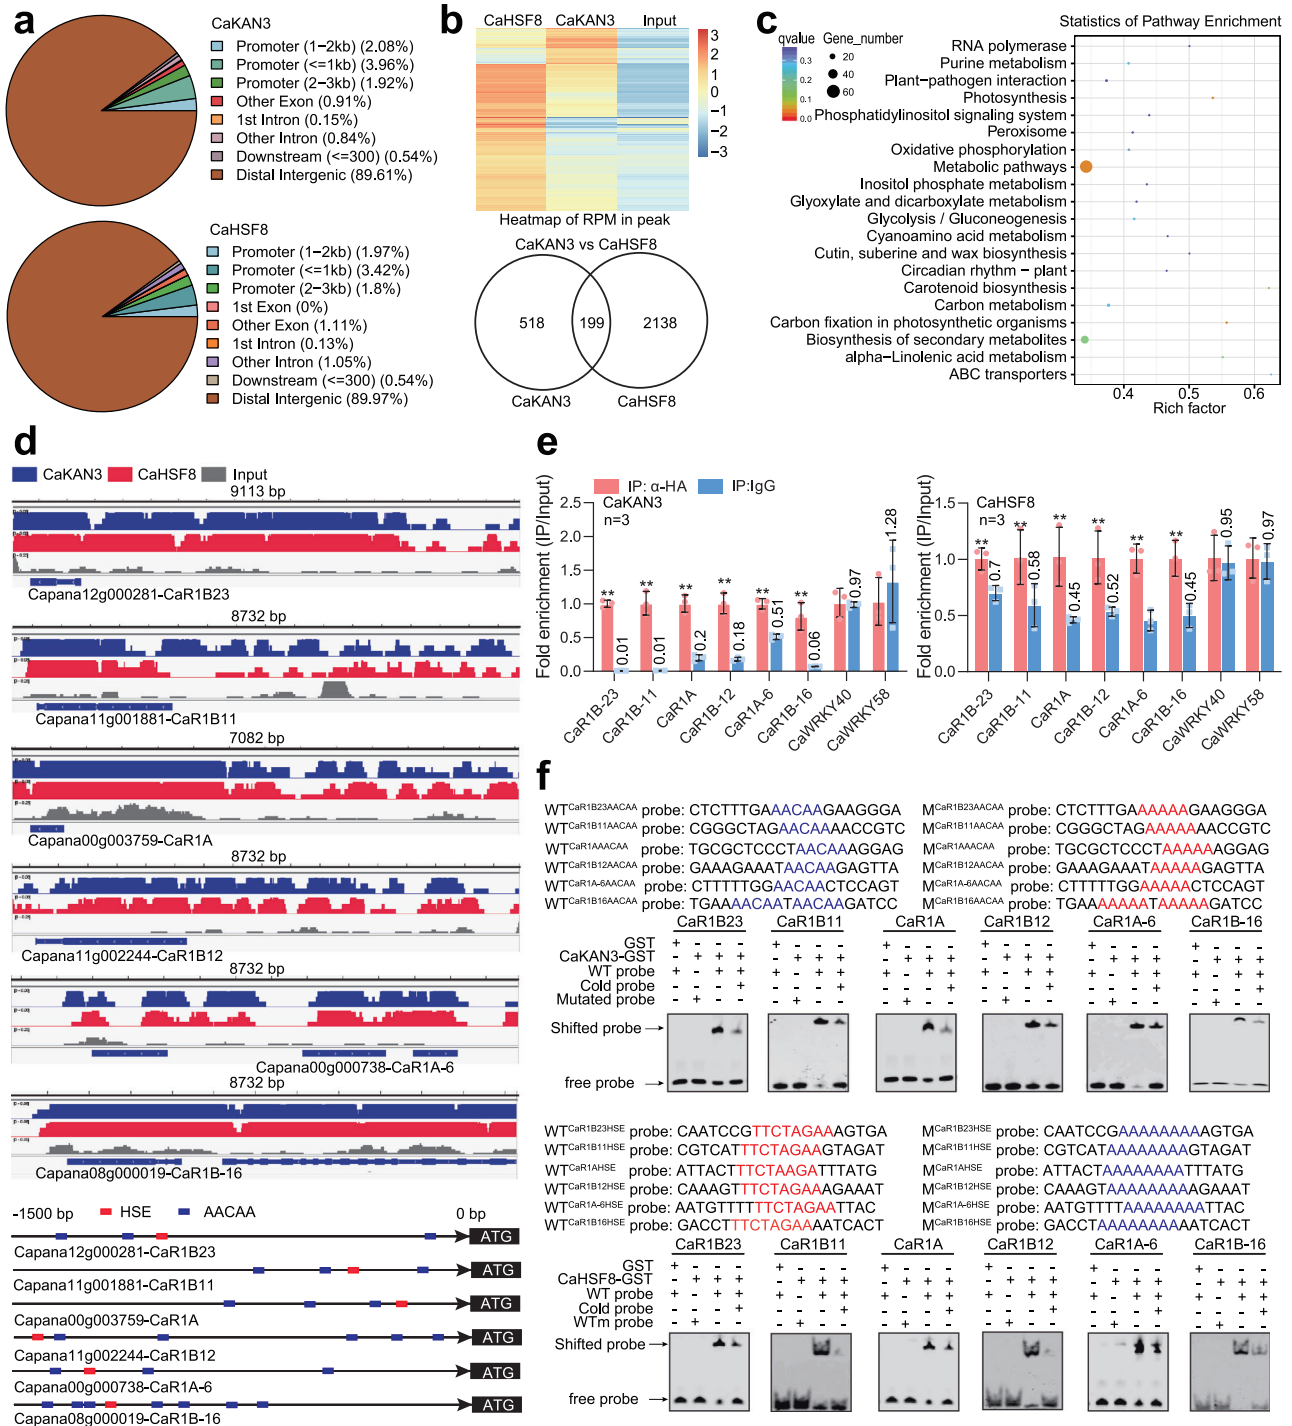 a
CaKAN3
Promoter (1−2kb) (2.08%)
Promoter (<=1kb) (3.96%)
Promoter (2−3kb) (1.92%)
Other Exon (0.91%)
1st Intron (0.15%)
Other Intron (0.84%)
Downstream (<=300) (0.54%)
Distal Intergenic (89.61%)
CaHSF8
Promoter (1−2kb) (1.97%)
Promoter (<=1kb) (3.42%)
Promoter (2−3kb) (1.8%)
1st Exon (0%)
Other Exon (1.11%)
1st Intron (0.13%)
Other Intron (1.05%)
Downstream (<=300) (0.54%)
Distal Intergenic (89.97%)
b
CaHSF8 CaKAN3 Input
3
2
1
0
−1
−2
−3
Heatmap of RPM in peak
CaKAN3 vs CaHSF8
518 199 2138
CaKAN3 CaHSF8
c
Statistics of Pathway Enrichment
qvalue
0.3
0.2
0.1
0.0
Gene_number
20
40
60
RNA polymerase
Purine metabolism
Plant−pathogen interaction
Photosynthesis
Phosphatidylinositol signaling system
Peroxisome
Oxidative phosphorylation
Metabolic pathways
Inositol phosphate metabolism
Glyoxylate and dicarboxylate metabolism
Glycolysis / Gluconeogenesis
Cyanoamino acid metabolism
Cutin, suberine and wax biosynthesis
Circadian rhythm − plant
Carotenoid biosynthesis
Carbon metabolism
Carbon fixation in photosynthetic organisms
Biosynthesis of secondary metabolites
alpha−Linolenic acid metabolism
ABC transporters
0.4 0.5 0.6
Rich factor
d
CaKAN3 CaHSF8 Input
9113 bp
Capana12g000281-CaR1B23
8732 bp
Capana11g001881-CaR1B11
7082 bp
Capana00g003759-CaR1A
8732 bp
Capana11g002244-CaR1B12
8732 bp
Capana00g000738-CaR1A-6
8732 bp
Capana08g000019-CaR1B-16
-1500 bp HSE AACAA 0 bp
ATG
Capana12g000281-CaR1B23
ATG
Capana11g001881-CaR1B11
ATG
Capana00g003759-CaR1A
ATG
Capana11g002244-CaR1B12
ATG
Capana00g000738-CaR1A-6
ATG
Capana08g000019-CaR1B-16
e
IP: α-HA IP:IgG
Fold enrichment (IP/Input)
2.5
2.0
1.5
1.0
0.5
0.0
CaKAN3
n=3
** ** ** ** ** **
0.01 0.01 0.2 0.18 0.51 0.06 0.97 1.28
CaR1B-23 CaR1B-11 CaR1A CaR1B-12 CaR1A-6 CaR1B-16 CaWRKY40 CaWRKY58
Fold enrichment (IP/Input)
1.5
1.0
0.5
0.0
CaHSF8
n=3
** ** ** ** ** **
0.7 0.58 0.45 0.52 0.45 0.95 0.97
CaR1B-23 CaR1B-11 CaR1A CaR1B-12 CaR1A-6 CaR1B-16 CaWRKY40 CaWRKY58
f
WTCaR1B23AACAA probe: CTCTTTGAAACAAGAAGGGA
WTCaR1B11AACAA probe: CGGGCTAGAACAAAACCGTC
WTCaR1AAACAA probe: TGCGCTCCCTAACAAAGGAG
WTCaR1B12AACAA probe: GAAAGAAATAACAAGAGTTA
WTCaR1A-6AACAA probe: CTTTTTGGAACAACTCCAGT
WTCaR1B16AACAA probe: TGAAAACAATAACAAGATCC
MCaR1B23AACAA probe: CTCTTTGAAAAAAGAAGGGA
MCaR1B11AACAA probe: CGGGCTAGAAAAAAACCGTC
MCaR1AAACAA probe: TGCGCTCCCTAAAAAAGGAG
MCaR1B12AACAA probe: GAAAGAAATAAAAAGAGTTA
MCaR1A-6AACAA probe: CTTTTTGGAAAAACTCCAGT
MCaR1B16AACAA probe: TGAAAAAAATAAAAAGATCC
CaR1B23 CaR1B11 CaR1A CaR1B12 CaR1A-6 CaR1B-16
GST + - - - + - - - + - - - + - - - + - - - + - - -
CaKAN3-GST - + + + - + + + - + + + - + + + - + + + - + + +
WT probe + - + + + - + + + - + + + - + + + - + + + - + +
Cold probe - - - + - - - + - - - + - - - + - - - + - - - +
Mutated probe - + - - - + - - - + - - - + - - - + - - - + - -
Shifted probe
free probe
WTCaR1B23HSE probe: CAATCCGTTCTAGAAAGTGA
WTCaR1B11HSE probe: CGTCATTTCTAGAAGTAGAT
WTCaR1AHSE probe: ATTACTTTCTAAGATTTATG
WTCaR1B12HSE probe: CAAAGTTTCTAGAAAGAAAT
WTCaR1A-6HSE probe: AATGTTTTTCTAGAATTAC
WTCaR1B16HSE probe: GACCTTTCTAGAAAATCACT
MCaR1B23HSE probe: CAATCCGAAAAAAAAAGTGA
MCaR1B11HSE probe: CGTCATAAAAAAAAGTAGAT
MCaR1AHSE probe: ATTACTAAAAAAAATTTATG
MCaR1B12HSE probe: CAAAGTAAAAAAAAAGAAAT
MCaR1A-6HSE probe: AATGTTTTAAAAAAAATTAC
MCaR1B16HSE probe: GACCTAAAAAAAAAATCACT
CaR1B23 CaR1B11 CaR1A CaR1B12 CaR1A-6 CaR1B-16
GST + - - - + - - - + - - - + - - - + - - - + - - -
CaHSF8-GST - + + + - + + + - + + + - + + + - + + + - + + +
WT probe + - + + + - + + + - + + + - + + + - + + + - + +
Cold probe - - - + - - - + - - - + - - - + - - - + - - - +
WTm probe - + - - - + - - - + - - - + - - - + - - - + - -
Shifted probe
free probe